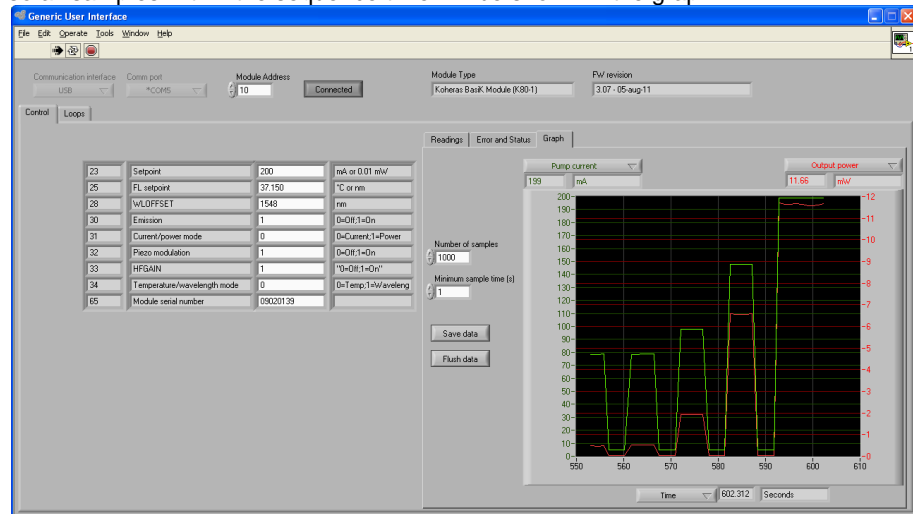 Generic User Interface
File Edit Operate Tools Window Help
Communication interface Comm port Module Address Module Type FW revision
USB *COM5 10 Connected Koheras BasiK Module (K80-1) 3.07 - 05-aug-11
Control Loops
Readings Error and Status Graph
23 Setpoint 200 mA or 0.01 mW
25 FL setpoint 37.150 °C or nm
28 WLOFFSET 1548 nm
30 Emission 1 0=Off;1=On
31 Current/power mode 0 0=Current;1=Power
32 Piezo modulation 1 0=Off;1=On
33 HFGAIN 1 "0=Off;1=On"
34 Temperature/wavelength mode 0 0=Temp;1=Waveleng
65 Module serial number 09020139
Number of samples
1000
Minimum sample time (s)
1
Save data
Flush data
Pump current Output power
199 mA 11.66 mW
200
190
180
170
160
150
140
130
120
110
100
90
80
70
60
50
40
30
20
10
0
12
11
10
9
8
7
6
5
4
3
2
1
0
550 560 570 580 590 600 610
Time 602.312 Seconds